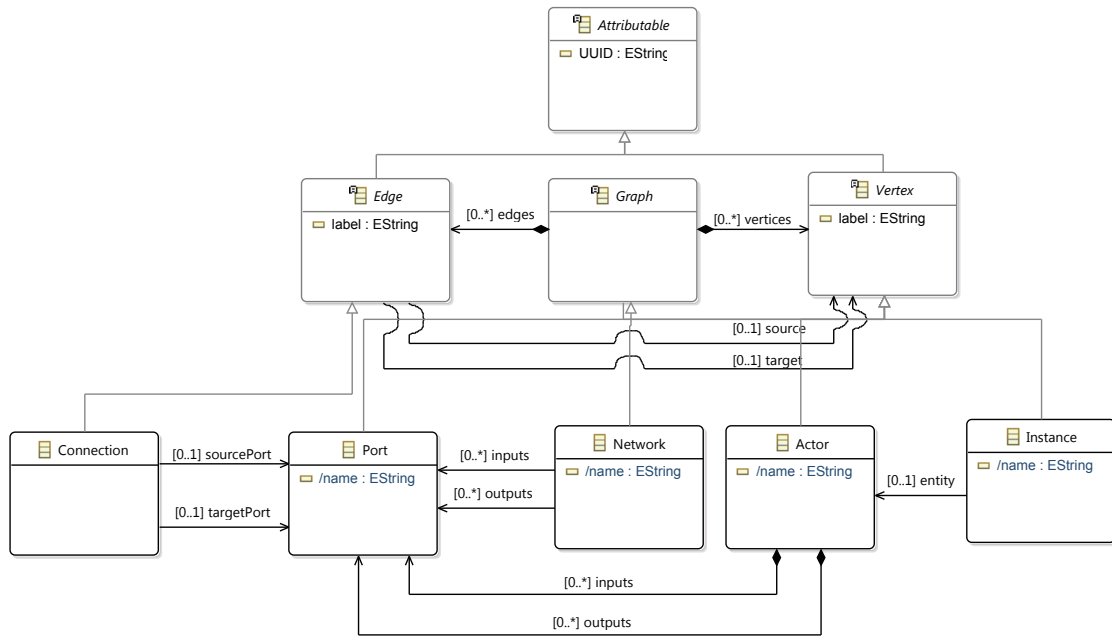 Attributable
UUID : EString
Edge
label : EString
[0..*] edges
Graph
[0..*] vertices
Vertex
label : EString
[0..1] source
[0..1] target
Connection
[0..1] sourcePort
[0..1] targetPort
Port
/name : EString
[0..*] inputs
[0..*] outputs
Network
/name : EString
Actor
/name : EString
[0..1] entity
Instance
/name : EString
[0..*] inputs
[0..*] outputs